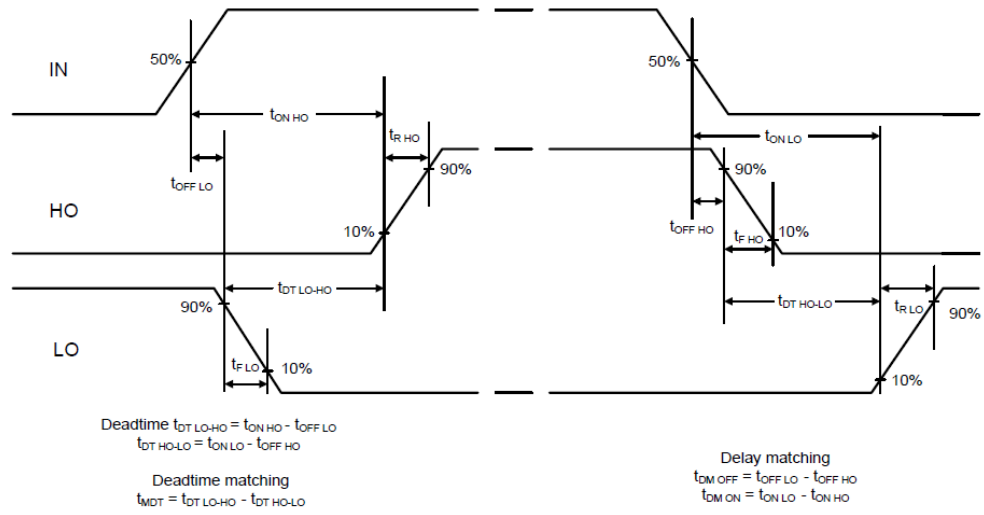 IN
50%
50%
tON HO
tON LO
tR HO
tOFF LO
90%
90%
HO
tOFF HO
10%
tF HO
10%
tDT LO-HO
tDT HO-LO
tR LO
90%
90%
LO
tF LO
10%
10%
Deadtime tDT LO-HO = tON HO - tOFF LO
tDT HO-LO = tON LO - tOFF HO
Deadtime matching
tMDT = tDT LO-HO - tDT HO-LO
Delay matching
tDM OFF = tOFF LO - tOFF HO
tDM ON = tON LO - tON HO